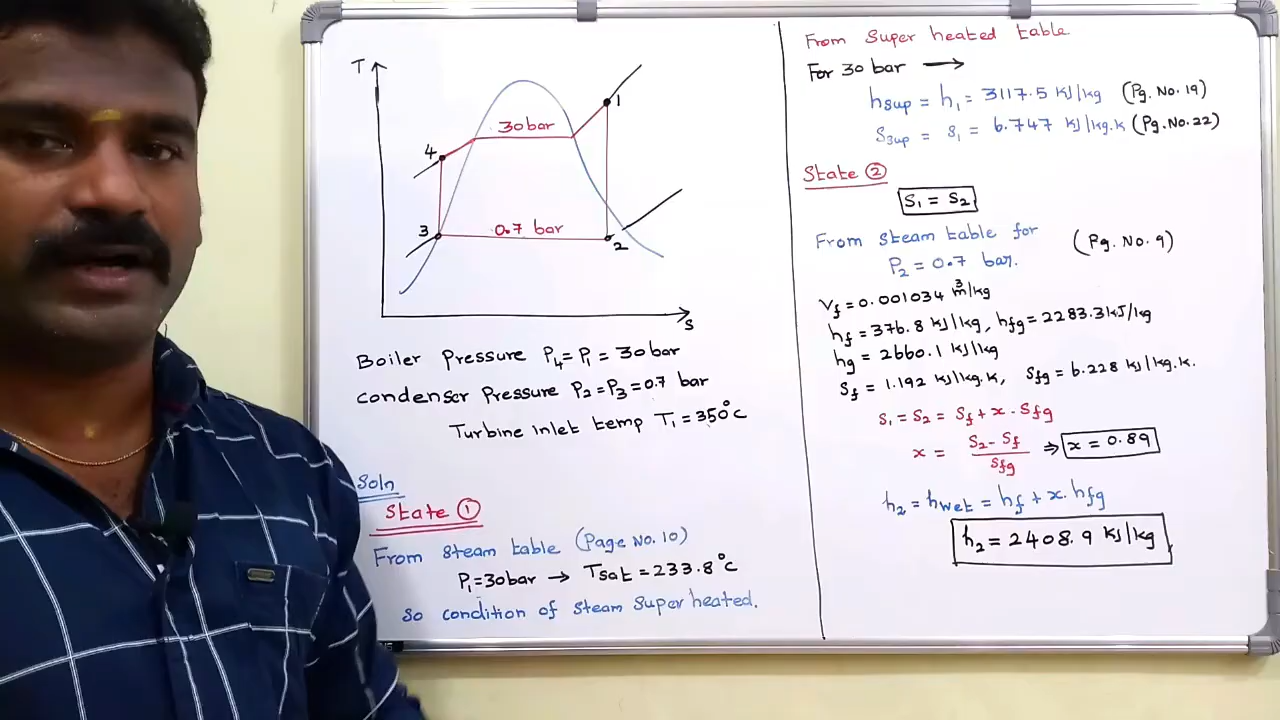 T
1
30 bar
4
3
0.7 bar
2
S
Boiler Pressure P₄ = P₁ = 30 bar
condenser Pressure P₂ = P₃ = 0.7 bar
Turbine Inlet temp T₁ = 350°C
Soln
State ①
From Steam table (Page No. 10)
P₁ = 30 bar → Tsat = 233.8°C
So condition of Steam Super heated.
From Super heated table
For 30 bar →
hsup = h₁ = 3117.5 KJ/kg (Pg. No. 19)
Ssup = S₁ = 6.747 KJ/kg.K (Pg. No. 22)
State ②
S₁ = S₂
From steam table for (Pg. No. 9)
P₂ = 0.7 bar.
Vf = 0.001034 m³/kg
hf = 376.8 KJ/kg, hfg = 2283.3 KJ/kg
hg = 2660.1 KJ/kg
Sf = 1.192 KJ/kg.K, Sfg = 6.228 KJ/kg.K.
S₁ = S₂ = Sf + x. Sfg
x = S₂ - Sf / Sfg ⇒ x = 0.89
h₂ = hwet = hf + x. hfg
h₂ = 2408.9 KJ/kg